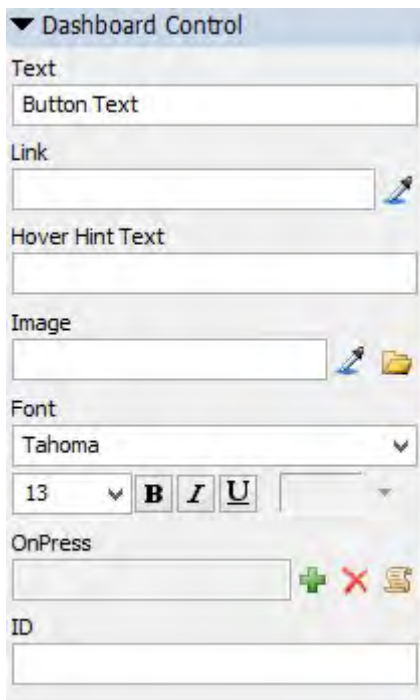 Dashboard Control
Text
Button Text
Link
Hover Hint Text
Image
Font
Tahoma
13 B I U
OnPress
ID